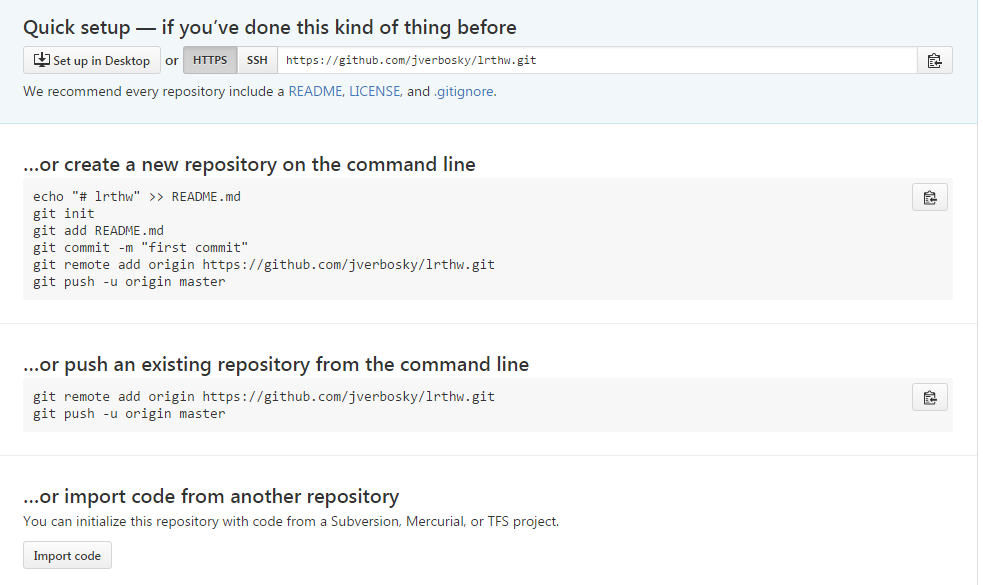 Quick setup — if you’ve done this kind of thing before
Set up in Desktop or HTTPS SSH https://github.com/jverbosky/lrthw.git
We recommend every repository include a README, LICENSE, and .gitignore.
…or create a new repository on the command line
echo "# lrthw" >> README.md
git init
git add README.md
git commit -m "first commit"
git remote add origin https://github.com/jverbosky/lrthw.git
git push -u origin master
…or push an existing repository from the command line
git remote add origin https://github.com/jverbosky/lrthw.git
git push -u origin master
…or import code from another repository
You can initialize this repository with code from a Subversion, Mercurial, or TFS project.
Import code